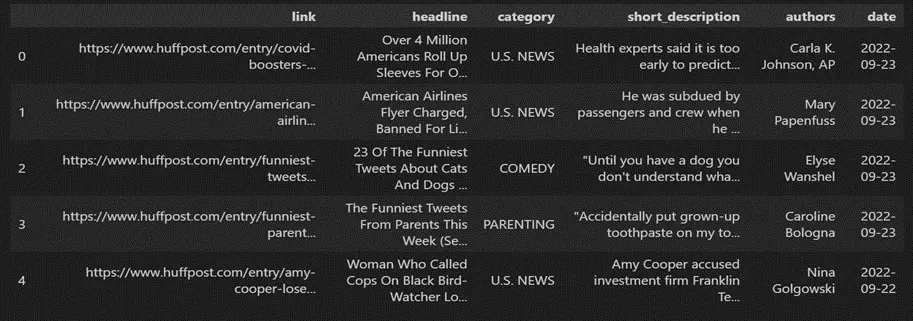 link headline category short_description authors date
0 https://www.huffpost.com/entry/covid-boosters-... Over 4 Million Americans Roll Up Sleeves For O... U.S. NEWS Health experts said it is too early to predict... Carla K. Johnson, AP 2022-09-23
1 https://www.huffpost.com/entry/american-airlin... American Airlines Flyer Charged, Banned For Li... U.S. NEWS He was subdued by passengers and crew when he ... Mary Papenfuss 2022-09-23
2 https://www.huffpost.com/entry/funniest-tweets... 23 Of The Funniest Tweets About Cats And Dogs ... COMEDY "Until you have a dog you don't understand wha... Elyse Wanshel 2022-09-23
3 https://www.huffpost.com/entry/funniest-parent... The Funniest Tweets From Parents This Week (Se... PARENTING "Accidentally put grown-up toothpaste on my to... Caroline Bologna 2022-09-23
4 https://www.huffpost.com/entry/amy-cooper-lose... Woman Who Called Cops On Black Bird-Watcher Lo... U.S. NEWS Amy Cooper accused investment firm Franklin Te... Nina Golgowski 2022-09-22